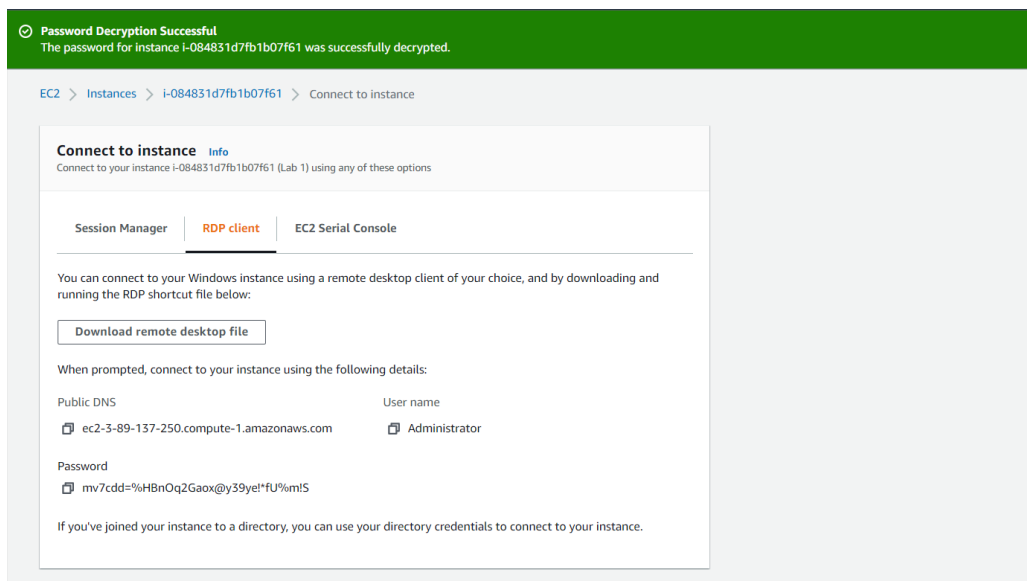 Password Decryption Successful
The password for instance i-084831d7fb1b07f61 was successfully decrypted.
EC2 > Instances > i-084831d7fb1b07f61 > Connect to instance
Connect to instance Info
Connect to your instance i-084831d7fb1b07f61 (Lab 1) using any of these options
Session Manager RDP client EC2 Serial Console
You can connect to your Windows instance using a remote desktop client of your choice, and by downloading and
running the RDP shortcut file below:
Download remote desktop file
When prompted, connect to your instance using the following details:
Public DNS User name
ec2-3-89-137-250.compute-1.amazonaws.com Administrator
Password
mv7cdd=%HBnOq2Gaox@y39ye!*fU%m!S
If you've joined your instance to a directory, you can use your directory credentials to connect to your instance.